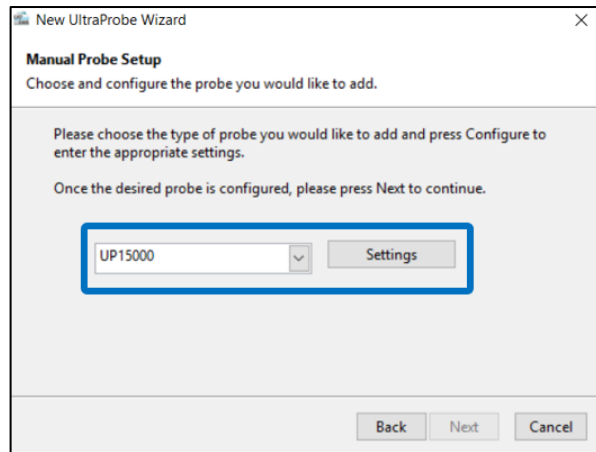 New UltraProbe Wizard
Manual Probe Setup
Choose and configure the probe you would like to add.
Please choose the type of probe you would like to add and press Configure to
enter the appropriate settings.
Once the desired probe is configured, please press Next to continue.
UP15000 Settings
Back Next Cancel